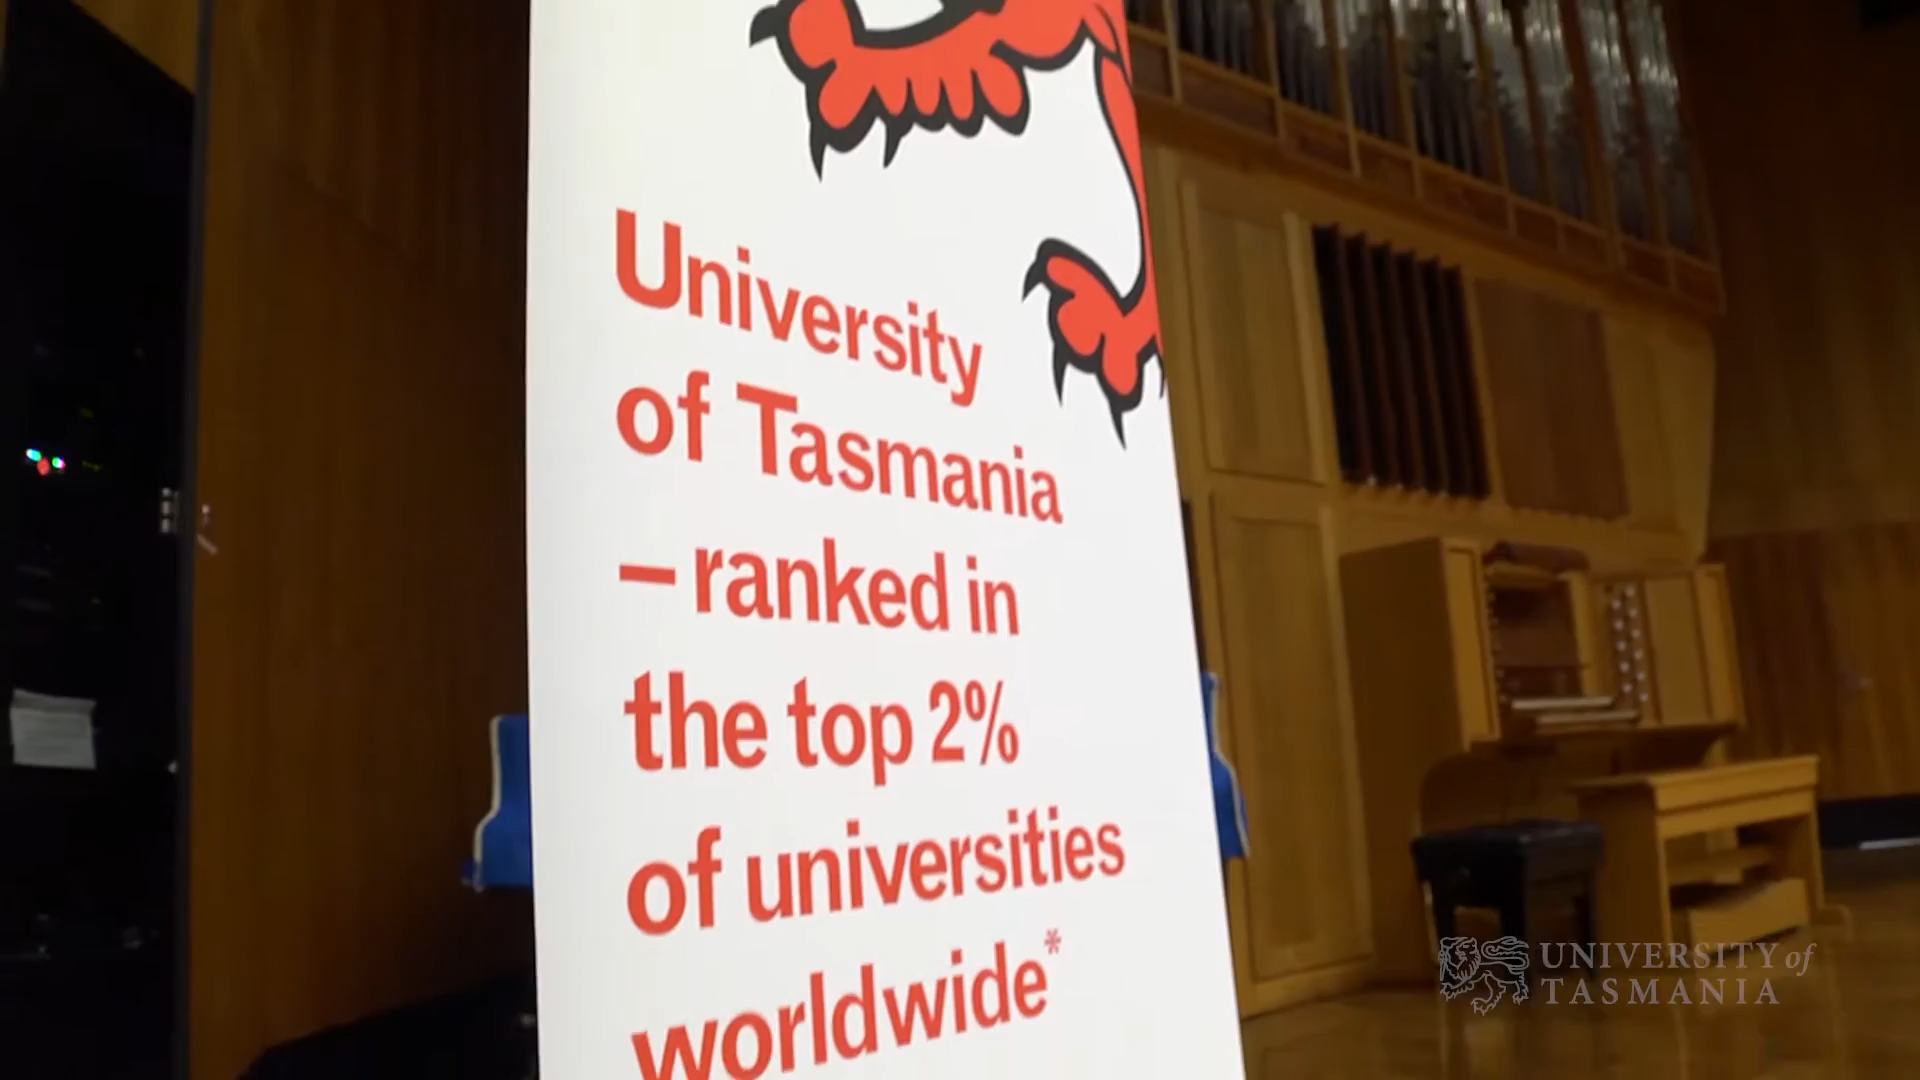 University
of Tasmania
– ranked in
the top 2%
of universities
worldwide*
UNIVERSITY of
TASMANIA